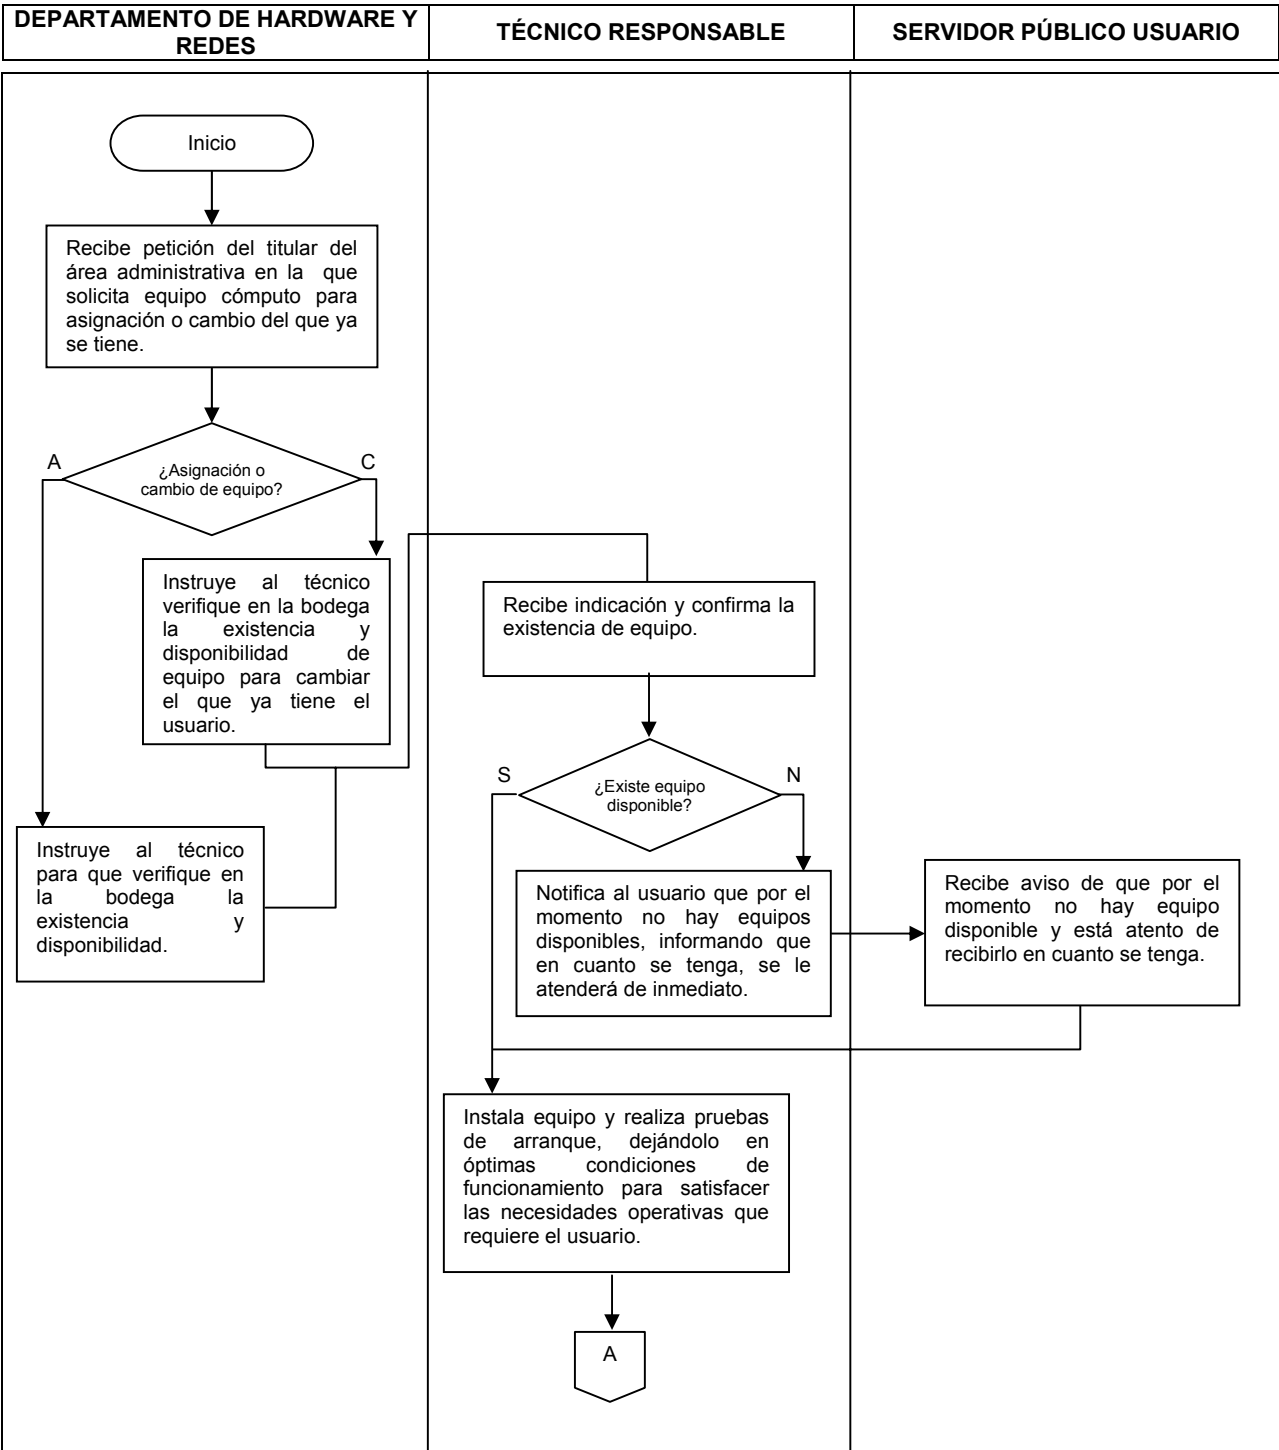 DEPARTAMENTO DE HARDWARE Y
REDES
TÉCNICO RESPONSABLE
SERVIDOR PÚBLICO USUARIO
Inicio
Recibe petición del titular del
área administrativa en la que
solicita equipo cómputo para
asignación o cambio del que ya
se tiene.
A
¿Asignación o
cambio de equipo?
C
Instruye al técnico
verifique en la bodega
la existencia y
disponibilidad de
equipo para cambiar
el que ya tiene el
usuario.
Instruye al técnico
para que verifique en
la bodega la
existencia y
disponibilidad.
Recibe indicación y confirma la
existencia de equipo.
S
¿Existe equipo
disponible?
N
Notifica al usuario que por el
momento no hay equipos
disponibles, informando que
en cuanto se tenga, se le
atenderá de inmediato.
Recibe aviso de que por el
momento no hay equipo
disponible y está atento de
recibirlo en cuanto se tenga.
Instala equipo y realiza pruebas
de arranque, dejándolo en
óptimas condiciones de
funcionamiento para satisfacer
las necesidades operativas que
requiere el usuario.
A